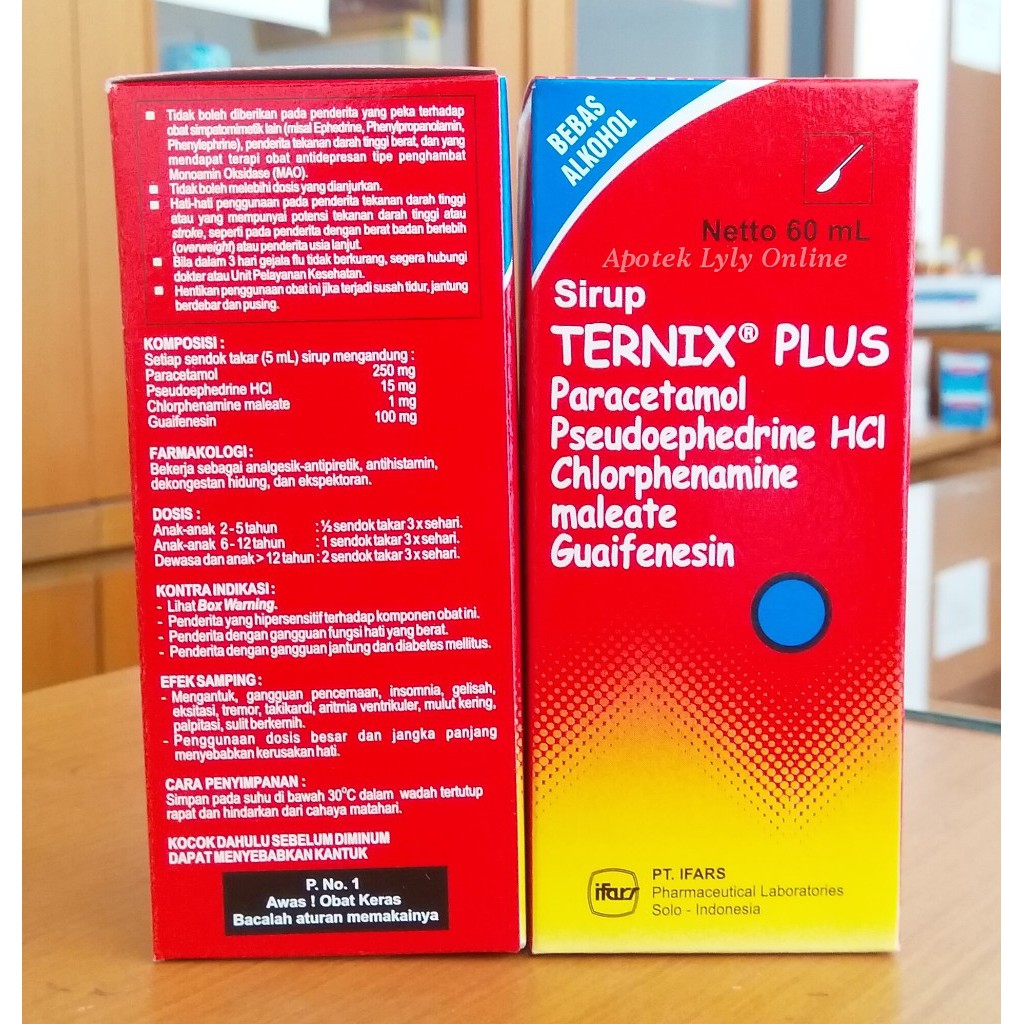 Tidak boleh diberikan pada penderita yang peka terhadap
obat simpatomimetik lain (misal Ephedrine, Phenylpropanolamin,
Phenylephrine), penderita tekanan darah tinggi berat, dan yang
mendapat terapi obat antidepresan tipe penghambat
Monoamin Oksidase (MAO).
Tidak boleh melebihi dosis yang dianjurkan.
Hati-hati penggunaan pada penderita tekanan darah tinggi
atau yang mempunyai potensi tekanan darah tinggi atau
stroke, seperti pada penderita dengan berat badan berlebih
(overweight) atau penderita usia lanjut.
Bila dalam 3 hari gejala flu tidak berkurang, segera hubungi
dokter atau Unit Pelayanan Kesehatan.
Hentikan penggunaan obat ini jika terjadi susah tidur, jantung
berdebar dan pusing.
KOMPOSISI :
Setiap sendok takar (5 mL) sirup mengandung :
Paracetamol 250 mg
Pseudoephedrine HCl 15 mg
Chlorphenamine maleate 1 mg
Guaifenesin 100 mg
FARMAKOLOGI :
Bekerja sebagai analgesik-antipiretik, antihistamin,
dekongestan hidung, dan ekspektoran.
DOSIS :
Anak-anak 2 - 5 tahun : ½ sendok takar 3 x sehari.
Anak-anak 6 - 12 tahun : 1 sendok takar 3 x sehari.
Dewasa dan anak > 12 tahun : 2 sendok takar 3 x sehari.
KONTRA INDIKASI :
- Lihat Box Warning.
- Penderita yang hipersensitif terhadap komponen obat ini.
- Penderita dengan gangguan fungsi hati yang berat.
- Penderita dengan gangguan jantung dan diabetes mellitus.
EFEK SAMPING :
- Mengantuk, gangguan pencernaan, insomnia, gelisah,
eksitasi, tremor, takikardi, aritmia ventrikuler, mulut kering,
palpitasi, sulit berkemih.
- Penggunaan dosis besar dan jangka panjang
menyebabkan kerusakan hati.
CARA PENYIMPANAN :
Simpan pada suhu di bawah 30°C dalam wadah tertutup
rapat dan hindarkan dari cahaya matahari.
KOCOK DAHULU SEBELUM DIMINUM
DAPAT MENYEBABKAN KANTUK
P. No. 1
Awas ! Obat Keras
Bacalah aturan memakainya
BEBAS
ALKOHOL
Netto 60 mL
Apotek Lyly Online
Sirup
TERNIX® PLUS
Paracetamol
Pseudoephedrine HCl
Chlorphenamine
maleate
Guaifenesin
ifars
PT. IFARS
Pharmaceutical Laboratories
Solo - Indonesia